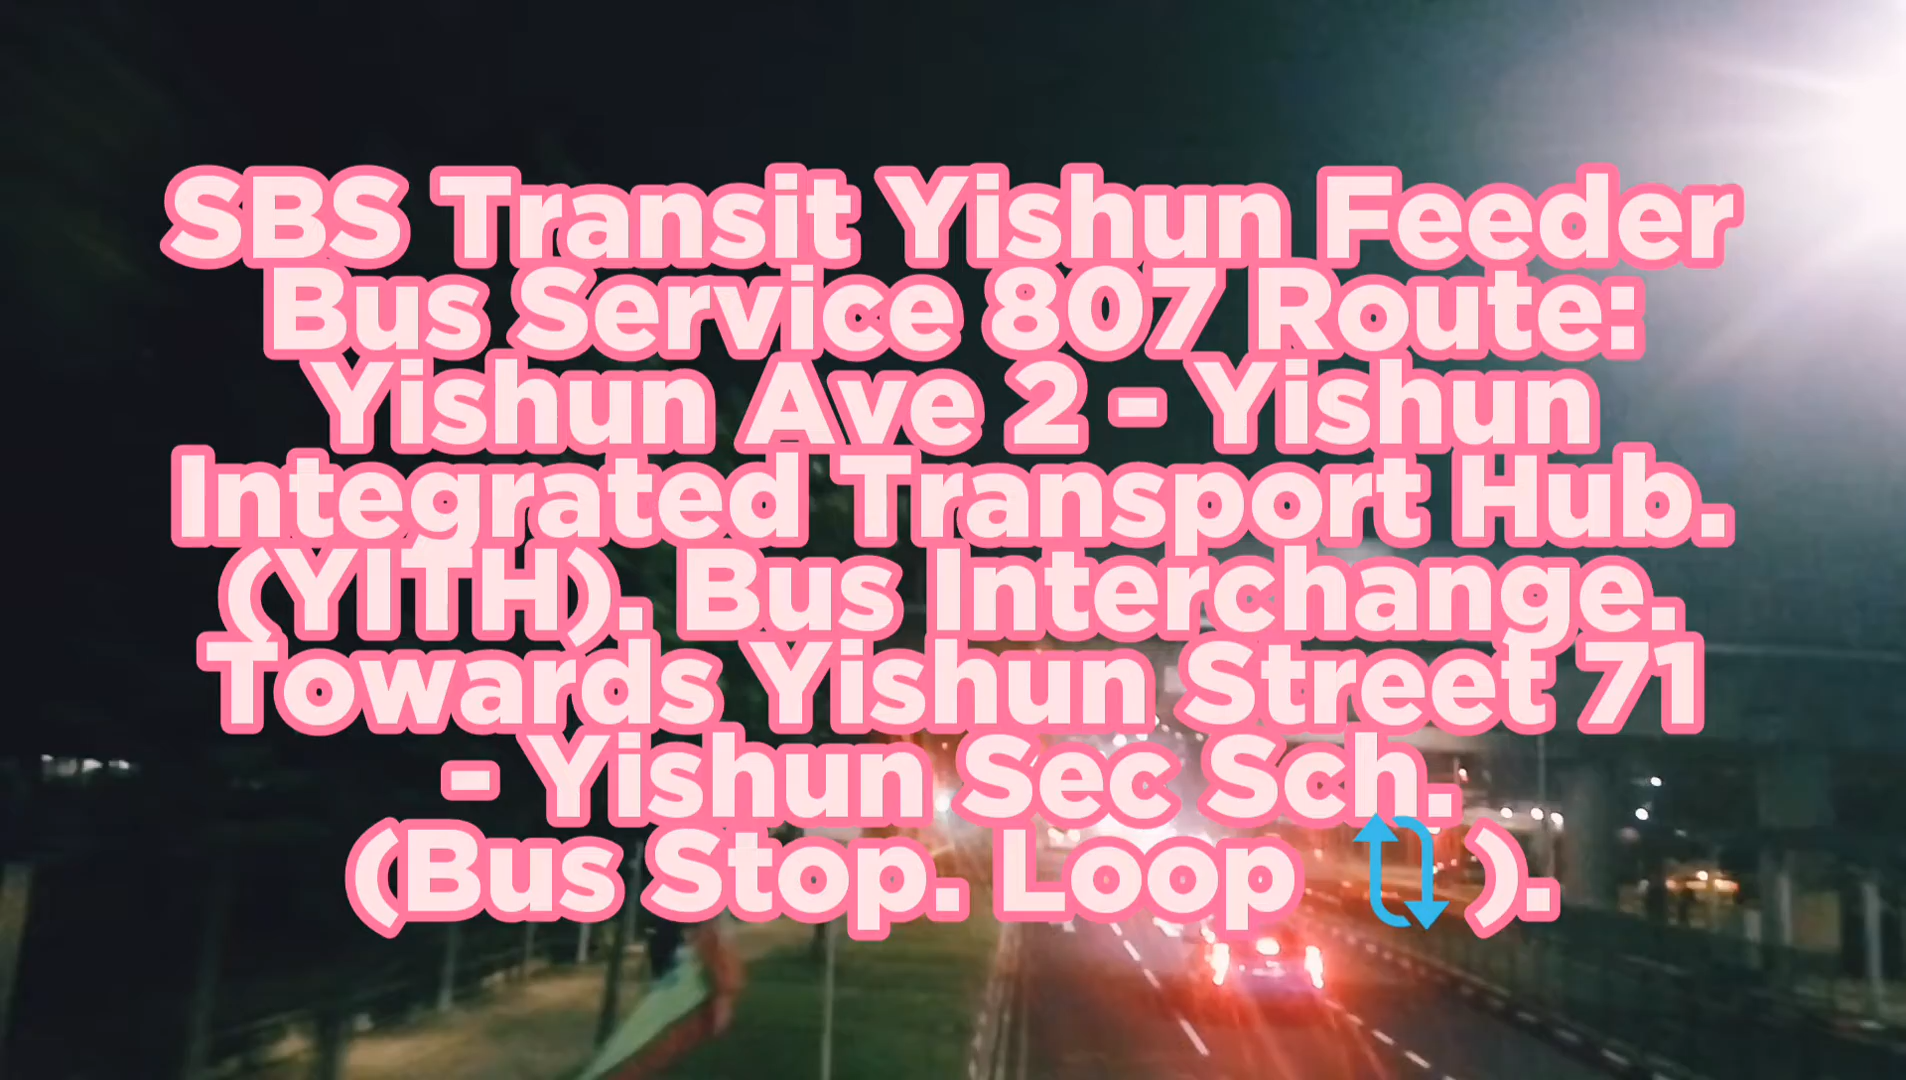 SBS Transit Yishun Feeder
Bus Service 807 Route:
Yishun Ave 2 - Yishun
Integrated Transport Hub.
(YITH). Bus Interchange.
Towards Yishun Street 71
- Yishun Sec Sch.
(Bus Stop. Loop 🔃).